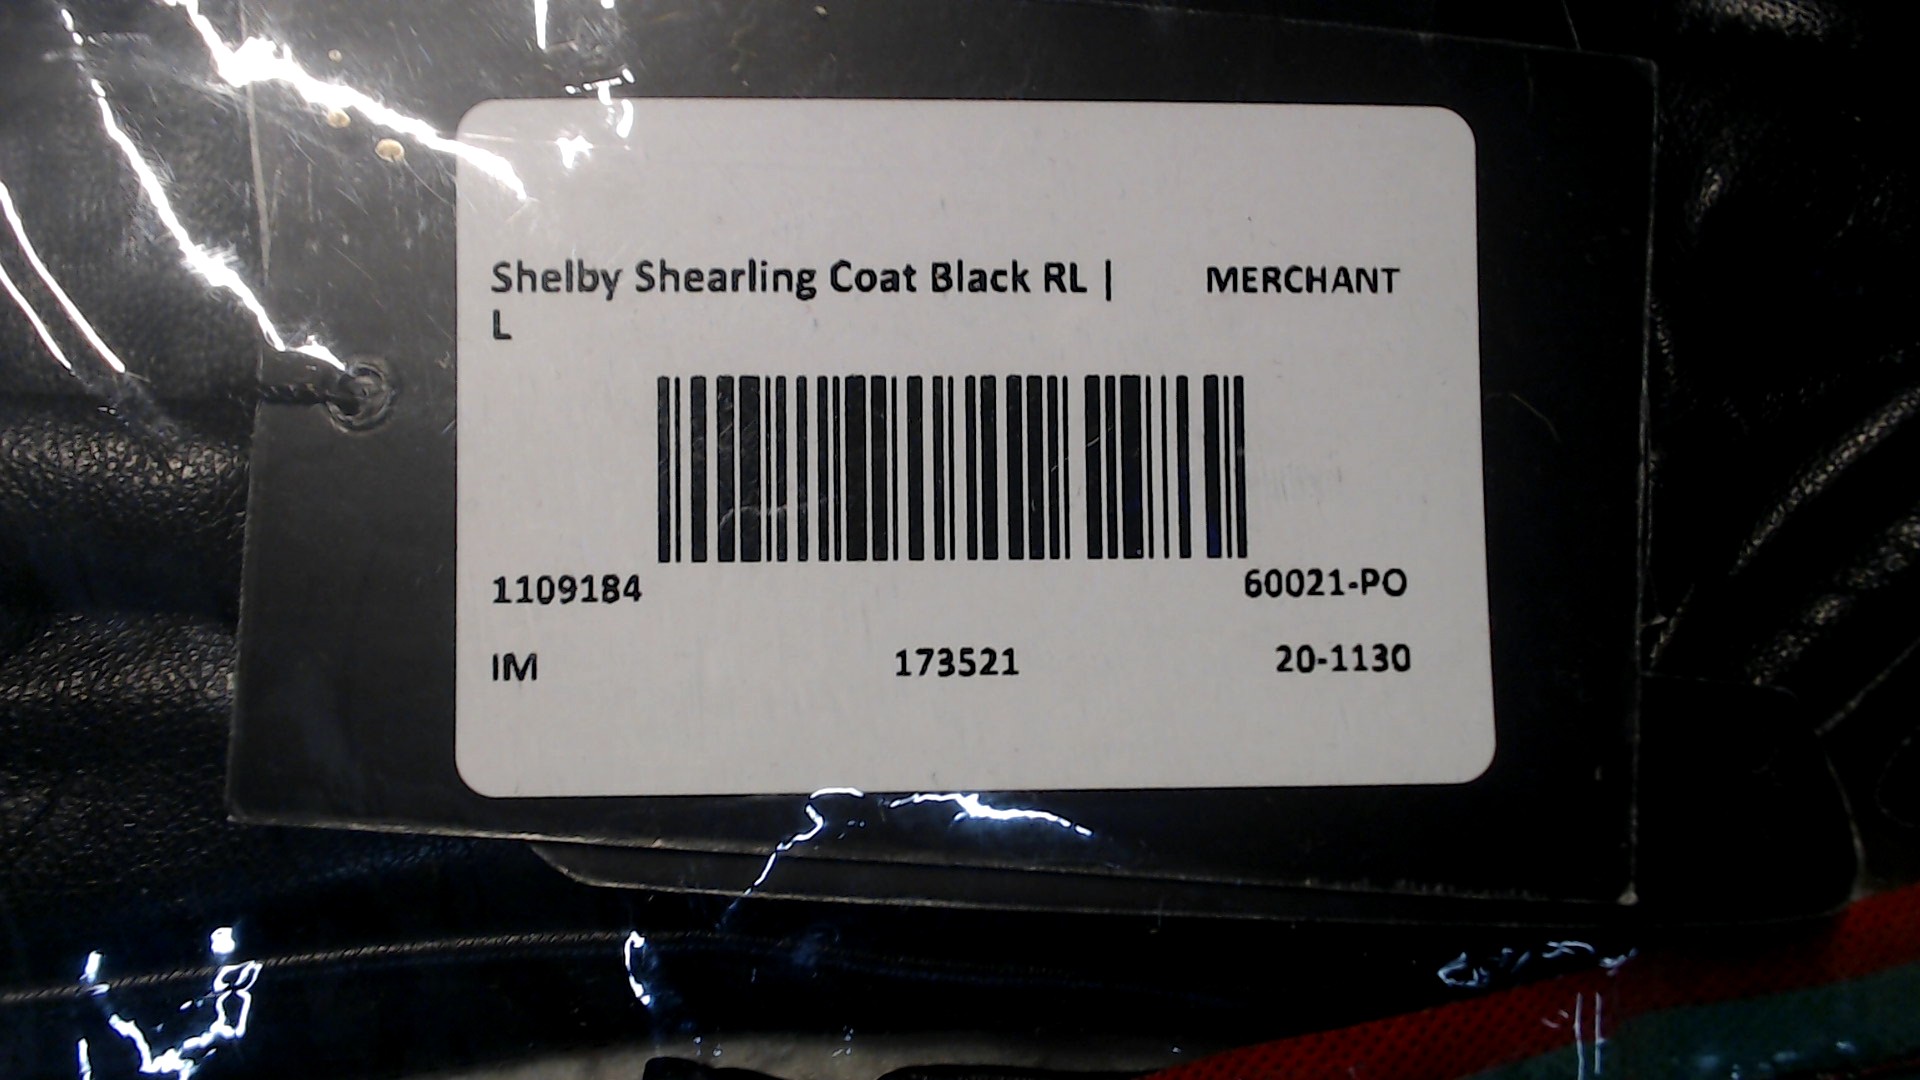 Shelby Shearling Coat Black RL | MERCHANT
L
1109184 60021-PO
IM 173521 20-1130